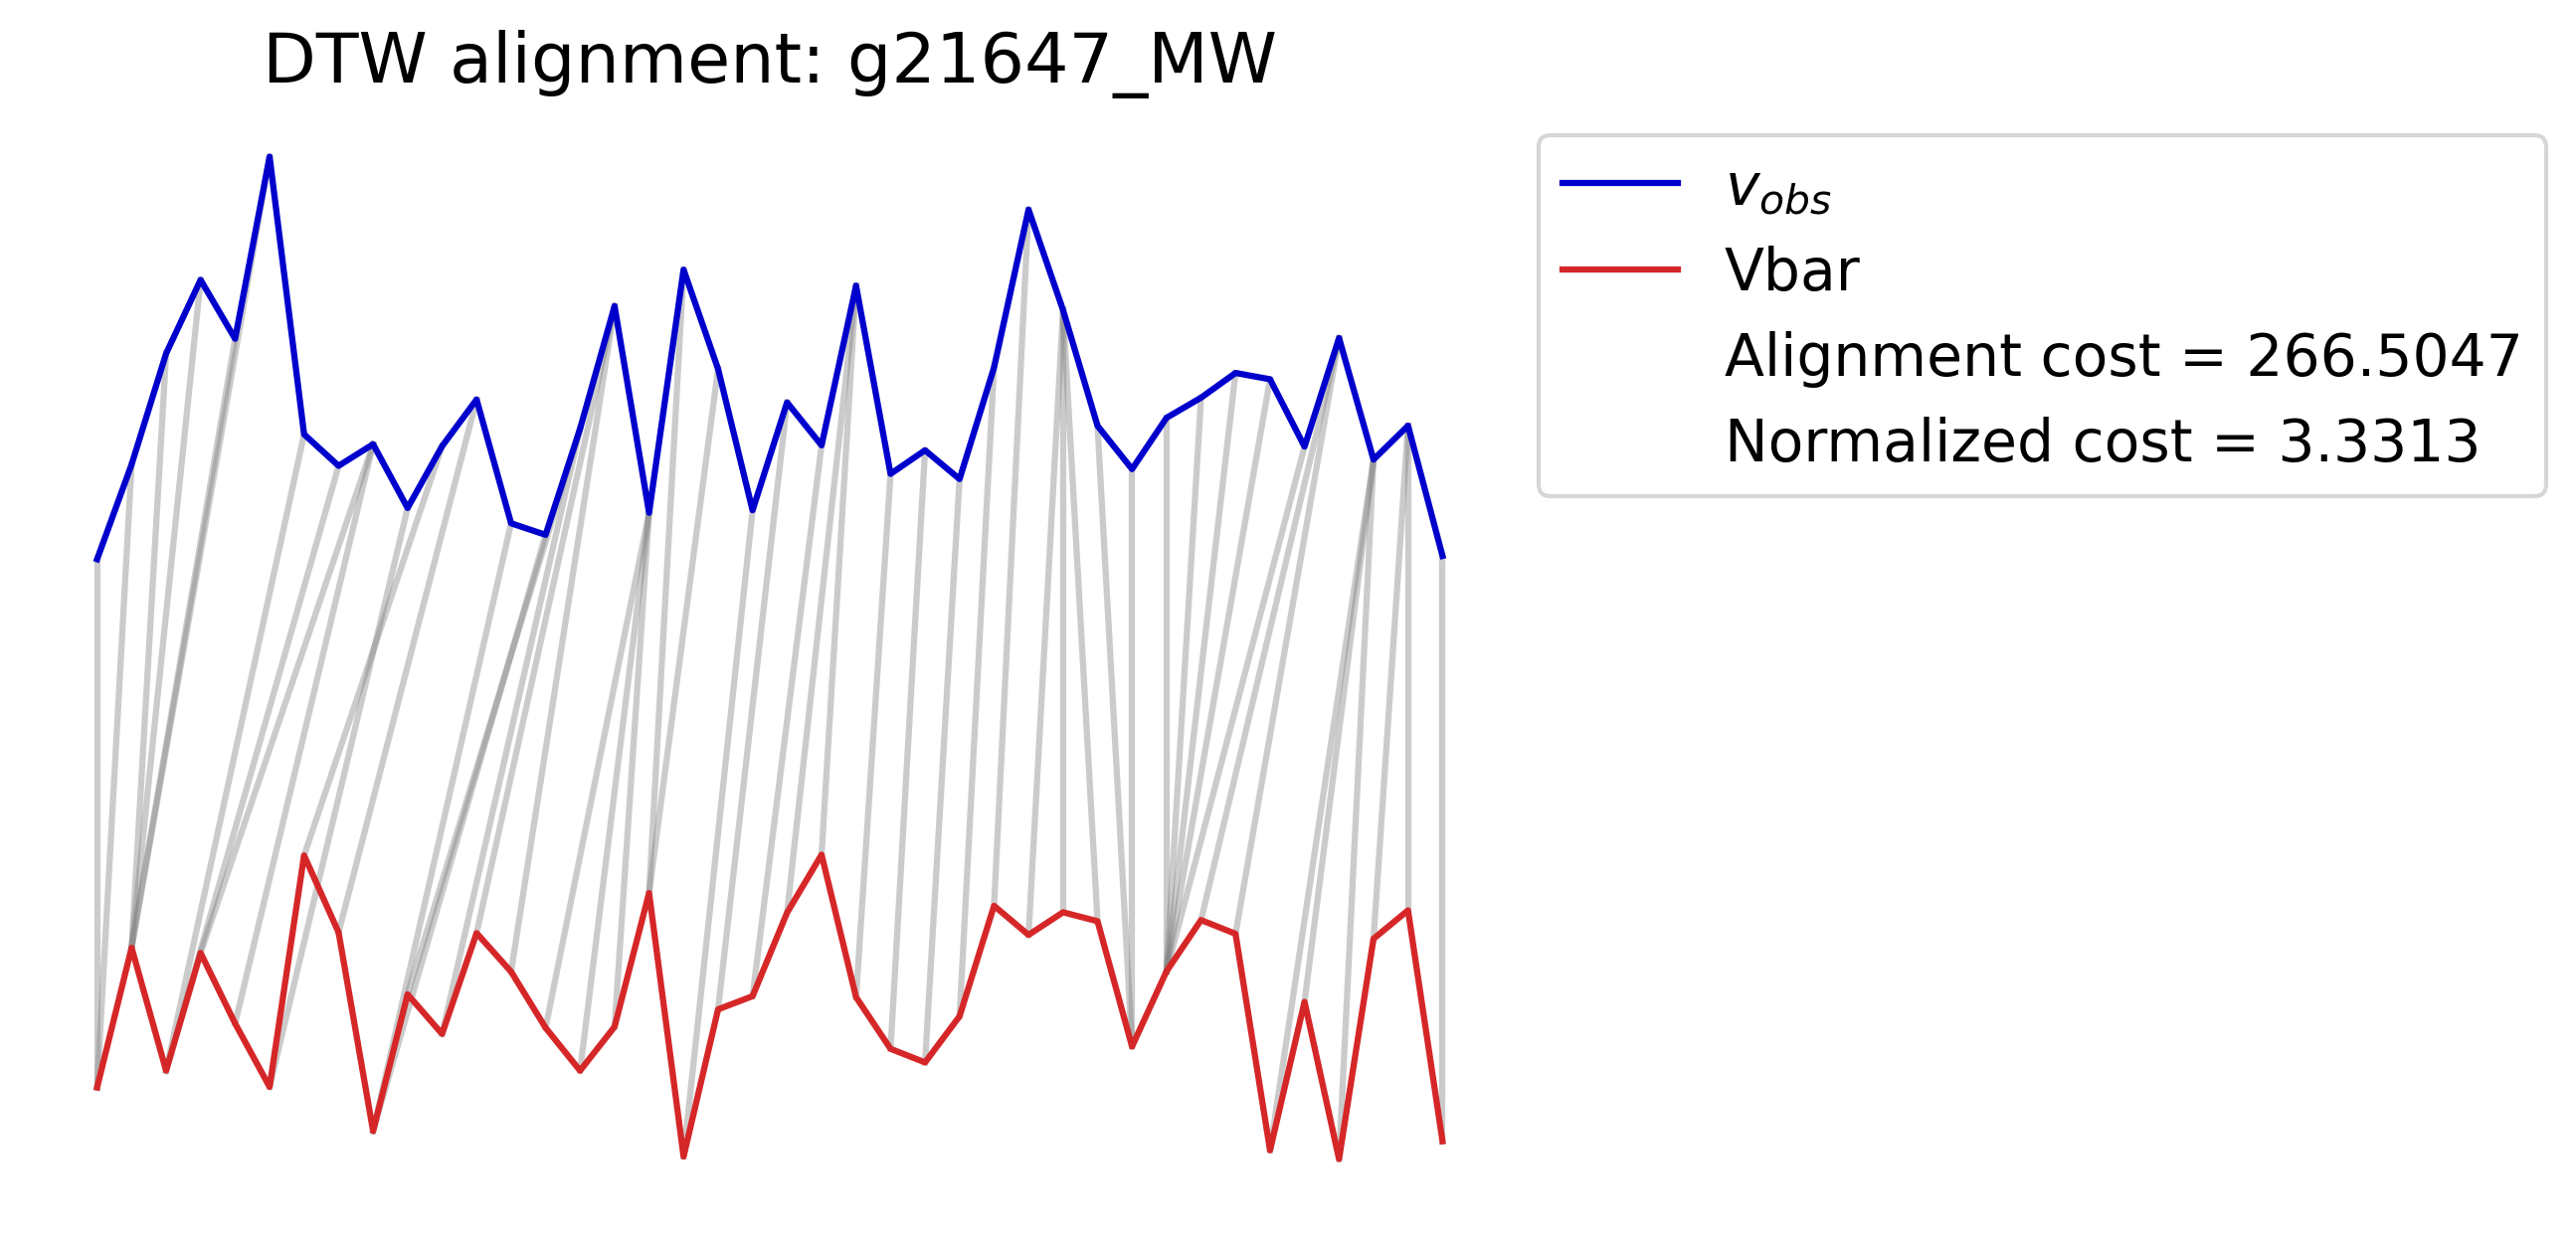 DTW alignment: g21647_MW
v_obs
Vbar
Alignment cost = 266.5047
Normalized cost = 3.3313